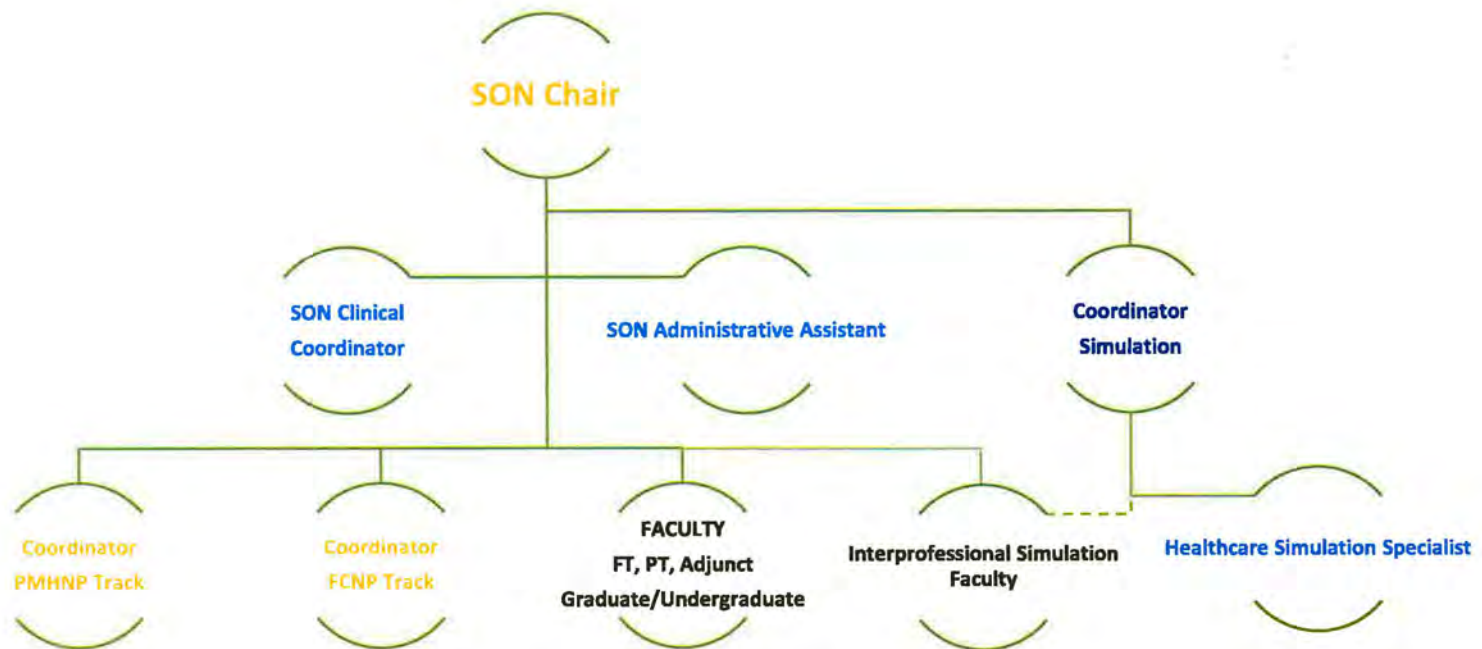 SON Chair
SON Clinical
Coordinator
SON Administrative Assistant
Coordinator
Simulation
Coordinator
PMHNP Track
Coordinator
FCNP Track
FACULTY
FT, PT, Adjunct
Graduate/Undergraduate
Interprofessional Simulation
Faculty
Healthcare Simulation Specialist